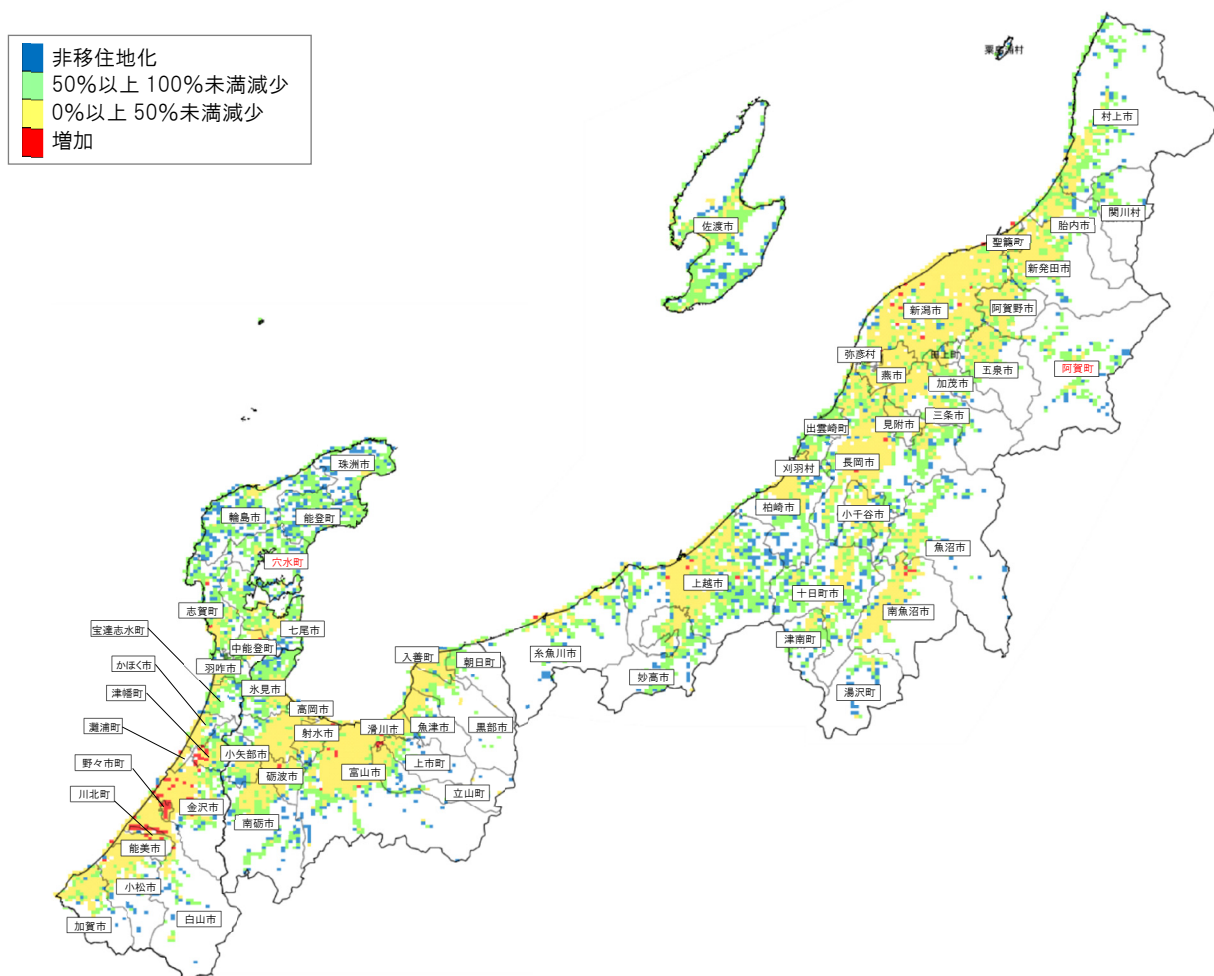 非移住地化
50％以上 100％未満減少
0％以上 50％未満減少
増加
粟島浦村
村上市
関川村
胎内市
聖籠町
新発田市
佐渡市
新潟市
阿賀野市
弥彦村
田上町
燕市
加茂市
五泉市
阿賀町
三条市
出雲崎町
見附市
刈羽村
長岡市
柏崎市
小千谷市
魚沼市
上越市
十日町市
南魚沼市
津南町
糸魚川市
妙高市
湯沢町
珠洲市
輪島市
能登町
穴水町
志賀町
七尾市
宝達志水町
中能登町
羽咋市
かほく市
氷見市
入善町
朝日町
津幡町
高岡市
射水市
滑川市
魚津市
黒部市
灘浦町
小矢部市
上市町
野々市町
砺波市
富山市
立山町
川北町
金沢市
南砺市
能美市
小松市
白山市
加賀市